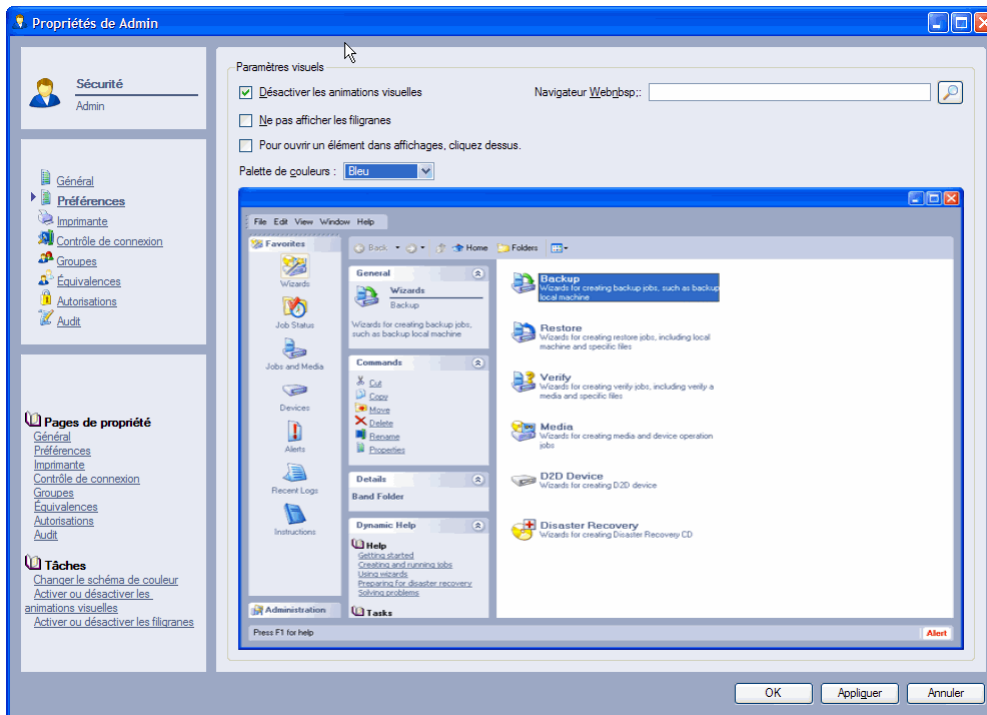 Propriétés de Admin
Sécurité
Admin
Général
Préférences
Imprimante
Contrôle de connexion
Groupes
Équivalences
Autorisations
Audit
Pages de propriété
Général
Préférences
Imprimante
Contrôle de connexion
Groupes
Équivalences
Autorisations
Audit
Tâches
Changer le schéma de couleur
Activer ou désactiver les
animations visuelles
Activer ou désactiver les filigranes
Paramètres visuels
Désactiver les animations visuelles
Navigateur Webnbsp;:
Ne pas afficher les filigranes
Pour ouvrir un élément dans affichages, cliquez dessus.
Palette de couleurs : Bleu
File Edit View Window Help
Favorites
Wizards
Job Status
Jobs and Media
Devices
Alerts
Recent Logs
Instructions
Administration
Back Home Folders
General
Wizards
Backup
Wizards for creating backup jobs,
such as backup local machine
Commands
Cut
Copy
Move
Delete
Rename
Properties
Details
Band Folder
Dynamic Help
Help
Getting started
Creating and running jobs
Using wizards
Preparing for disaster recovery
Solving problems
Tasks
Backup
Wizards for creating backup jobs, such as backup
local machine
Restore
Wizards for creating restore jobs, including local
machine and specific files
Verify
Wizards for creating verify jobs, including verify a
media and specific files
Media
Wizards for creating media and device operation
jobs
D2D Device
Wizards for creating D2D device
Disaster Recovery
Wizards for creating Disaster Recovery CD
Press F1 for help
Alert
OK
Appliquer
Annuler